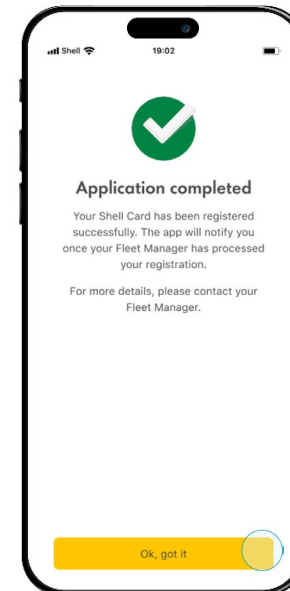 Shell 19:02
Application completed
Your Shell Card has been registered
successfully. The app will notify you
once your Fleet Manager has processed
your registration.
For more details, please contact your
Fleet Manager.
Ok, got it